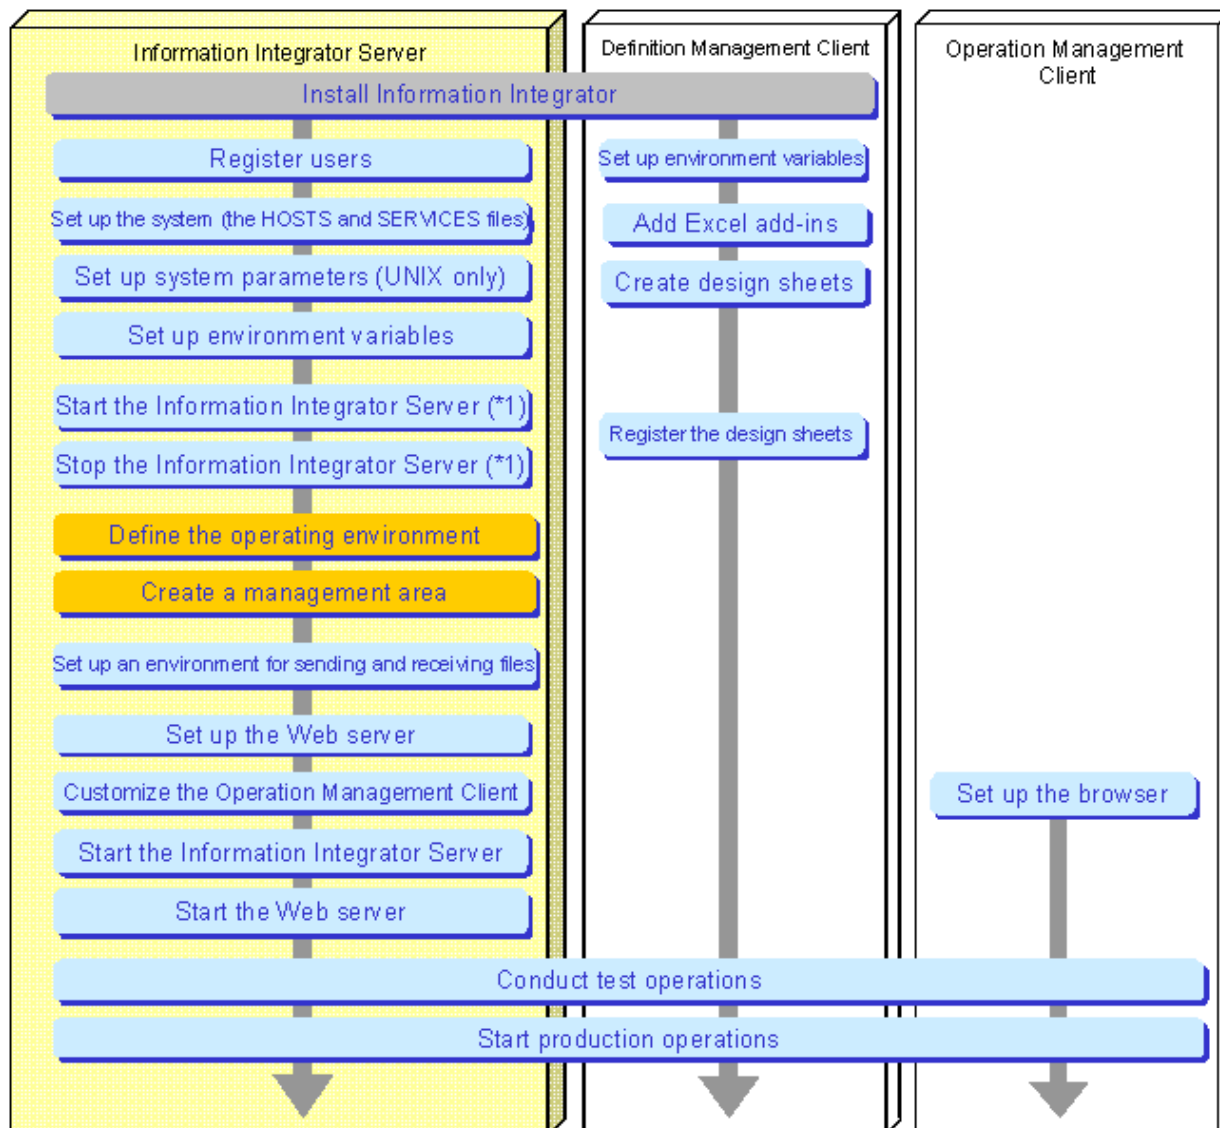 Information Integrator Server
Definition Management Client
Operation Management
Client
Install Information Integrator
Register users
Set up the system (the HOSTS and SERVICES files)
Set up system parameters (UNIX only)
Set up environment variables
Start the Information Integrator Server (*1)
Stop the Information Integrator Server (*1)
Define the operating environment
Create a management area
Set up an environment for sending and receiving files
Set up the Web server
Customize the Operation Management Client
Start the Information Integrator Server
Start the Web server
Set up environment variables
Add Excel add-ins
Create design sheets
Register the design sheets
Set up the browser
Conduct test operations
Start production operations